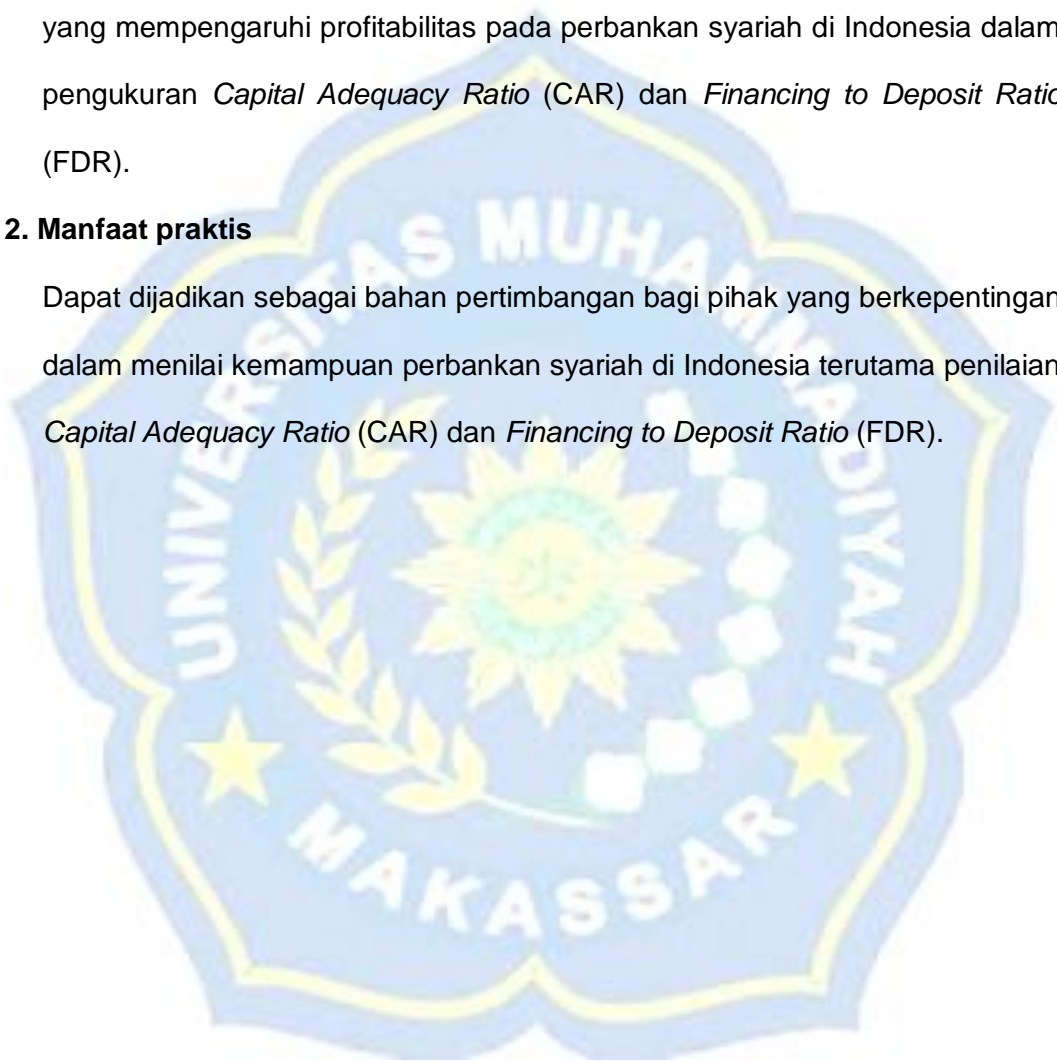 yang mempengaruhi profitabilitas pada perbankan syariah di Indonesia dalam
pengukuran Capital Adequacy Ratio (CAR) dan Financing to Deposit Ratio
(FDR).
2. Manfaat praktis
Dapat dijadikan sebagai bahan pertimbangan bagi pihak yang berkepentingan
dalam menilai kemampuan perbankan syariah di Indonesia terutama penilaian
Capital Adequacy Ratio (CAR) dan Financing to Deposit Ratio (FDR).
UNIVERSITAS MUHAMMADIYAH
MAKASSAR